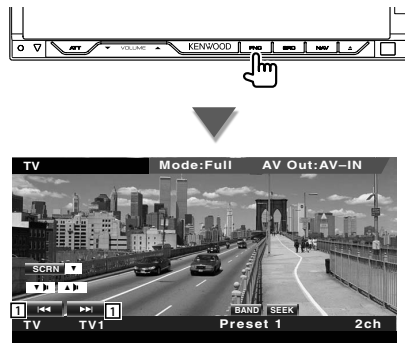 ATT VOLUME KENWOOD FNC SRC NAV
TV Mode:Full AV Out:AV–IN
SCRN
1 1
BAND SEEK
TV TV1 Preset 1 2ch